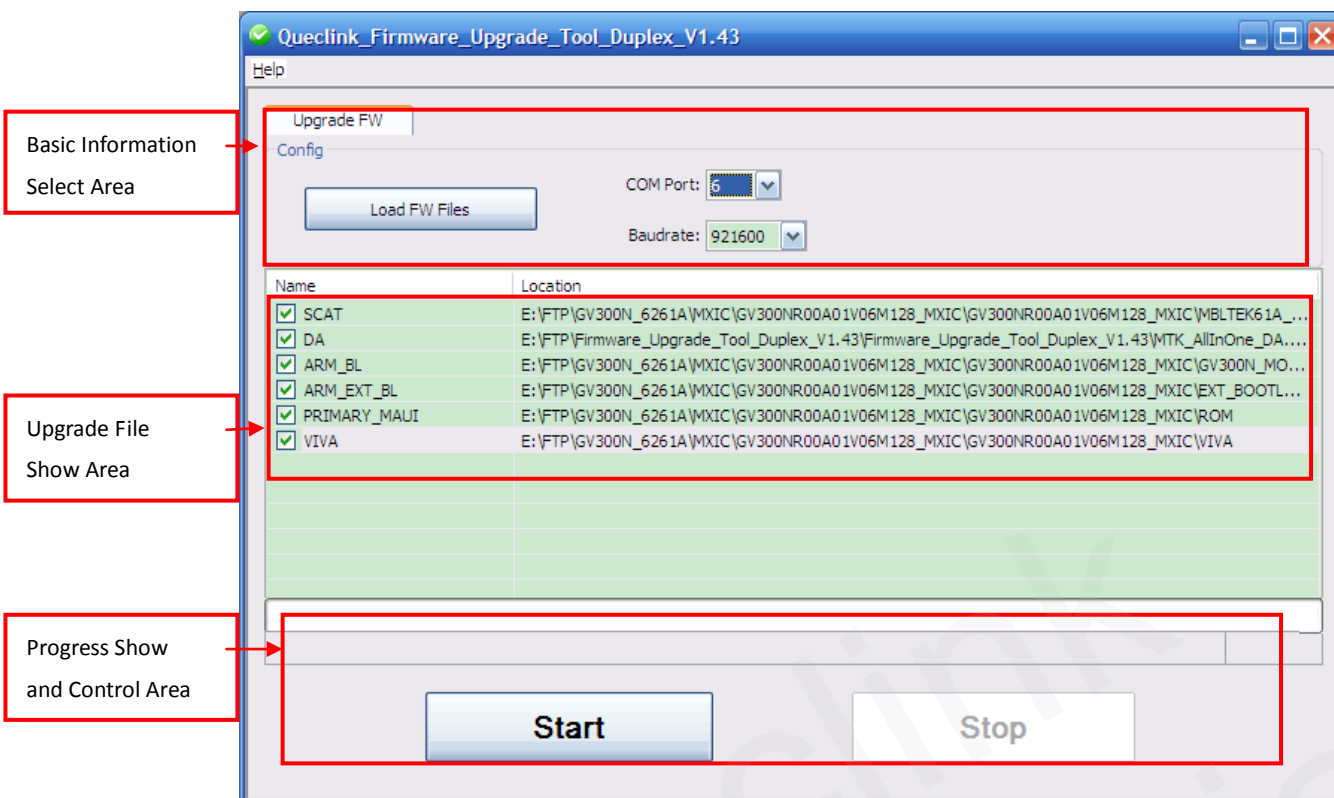 Queclink_Firmware_Upgrade_Tool_Duplex_V1.43
Help
Upgrade FW
Basic Information
Select Area
Config
Load FW Files
COM Port: 6
Baudrate: 921600
Name Location
SCAT E:\FTP\GV300N_6261A\MXIC\GV300NR00A01V06M128_MXIC\GV300NR00A01V06M128_MXIC\MBLTEK61A_...
DA E:\FTP\Firmware_Upgrade_Tool_Duplex_V1.43\Firmware_Upgrade_Tool_Duplex_V1.43\MTK_AllInOne_DA....
ARM_BL E:\FTP\GV300N_6261A\MXIC\GV300NR00A01V06M128_MXIC\GV300NR00A01V06M128_MXIC\GV300N_MO...
ARM_EXT_BL E:\FTP\GV300N_6261A\MXIC\GV300NR00A01V06M128_MXIC\GV300NR00A01V06M128_MXIC\EXT_BOOTL...
PRIMARY_MAUI E:\FTP\GV300N_6261A\MXIC\GV300NR00A01V06M128_MXIC\GV300NR00A01V06M128_MXIC\ROM
VIVA E:\FTP\GV300N_6261A\MXIC\GV300NR00A01V06M128_MXIC\GV300NR00A01V06M128_MXIC\VIVA
Upgrade File
Show Area
Progress Show
and Control Area
Start
Stop